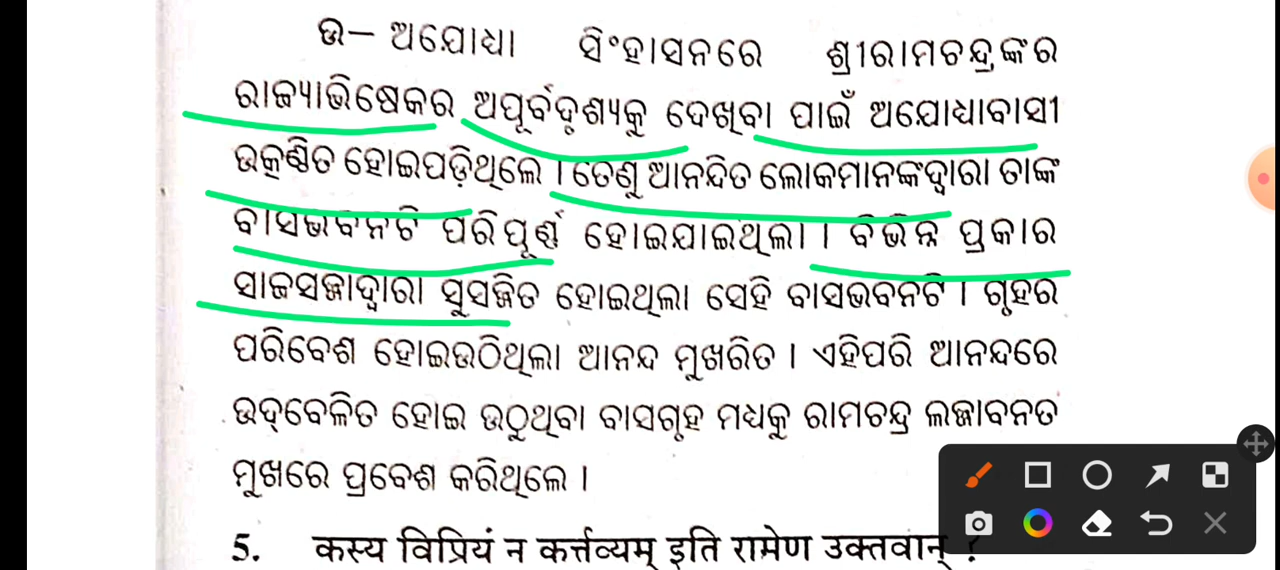 ଉ– ଅଯୋଧ୍ୟା ସିଂହାସନରେ ଶ୍ରୀରାମଚନ୍ଦ୍ରଙ୍କର
ରାଜ୍ୟାଭିଷେକର ଅପୂର୍ବଦୃଶ୍ୟକୁ ଦେଖିବା ପାଇଁ ଅଯୋଧ୍ୟାବାସୀ
ଉତ୍କଣ୍ଠିତ ହୋଇପଡ଼ିଥିଲେ । ତେଣୁ ଆନନ୍ଦିତ ଲୋକମାନଙ୍କଦ୍ୱାରା ତାଙ୍କ
ବାସଭବନଟି ପରିପୂର୍ଣ୍ଣ ହୋଇଯାଇଥିଲା । ବିଭିନ୍ନ ପ୍ରକାର
ସାଜସଜ୍ଜାଦ୍ୱାରା ସୁସଜ୍ଜିତ ହୋଇଥିଲା ସେହି ବାସଭବନଟି । ଗୃହର
ପରିବେଶ ହୋଇଉଠିଥିଲା ଆନନ୍ଦ ମୁଖରିତ । ଏହିପରି ଆନନ୍ଦରେ
ଉଦ୍‌ବେଳିତ ହୋଇ ଉଠୁଥିବା ବାସଗୃହ ମଧ୍ୟକୁ ରାମଚନ୍ଦ୍ର ଲଜ୍ଜାବନତ
ମୁଖରେ ପ୍ରବେଶ କରିଥିଲେ ।
5. कस्य विप्रियं न कर्त्तव्यम् इति रामेण उक्तवान् ?